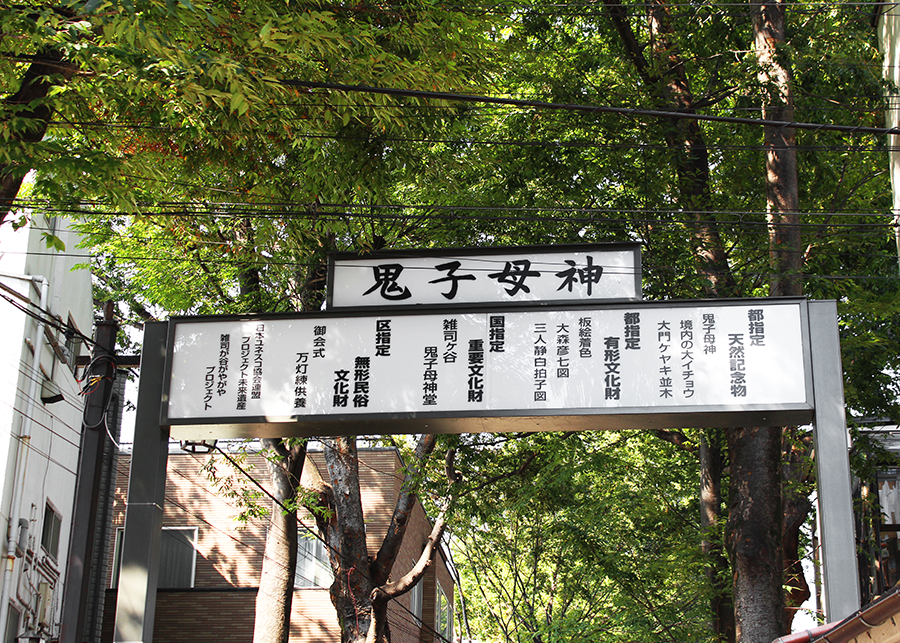 鬼子母神
都指定
天然記念物
鬼子母神
境内の大イチョウ
大門ケヤキ並木
都指定
有形文化財
板絵着色
大森彦七図
三人静白拍子図
国指定
重要文化財
雑司ケ谷
鬼子母神堂
区指定
無形民俗
文化財
御会式
万灯練供養
日本ユネスコ協会連盟
プロジェクト未来遺産
雑司が谷がやがや
プロジェクト